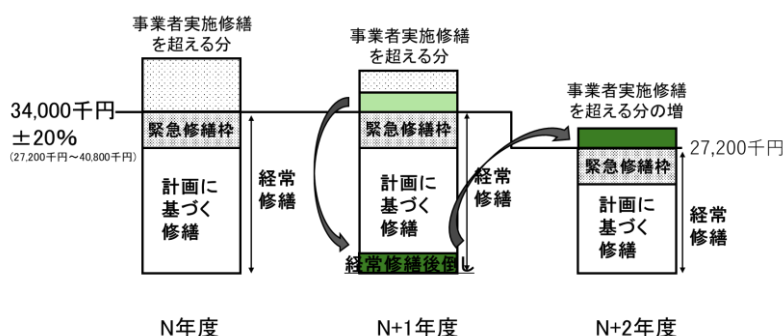 事業者実施修繕
を超える分
緊急修繕枠
計画に
基づく
修繕
経常
修繕
34,000千円
±20%
(27,200千円～40,800千円)
N年度
事業者実施修繕
を超える分
緊急修繕枠
計画に
基づく
修繕
経常修繕後倒し
経常
修繕
N+1年度
事業者実施修繕
を超える分の増
緊急修繕枠
計画に
基づく
修繕
27,200千円
経常
修繕
N+2年度